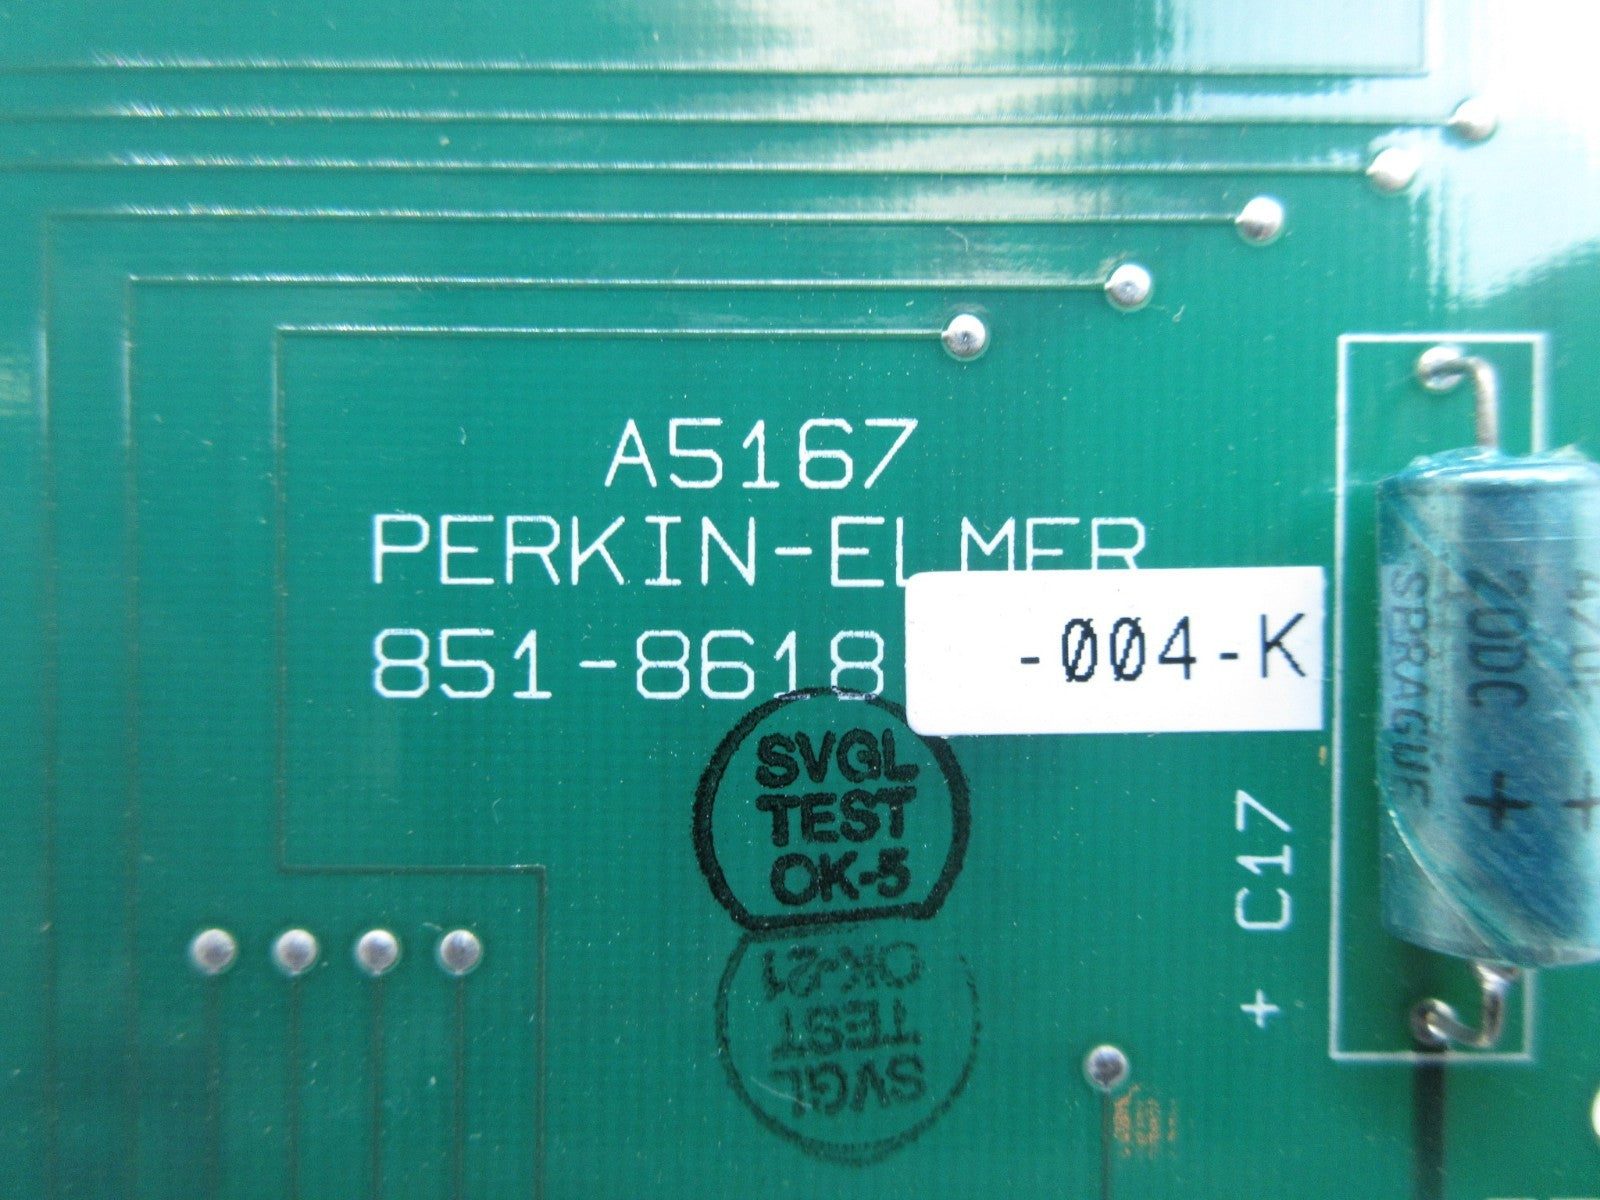 A5167
PERKIN-ELMER
851-8618 -004-K
SVGL
TEST
OK-5
SVGL
TEST
OK-21
+ C17
SPRAGUE
20DC
+